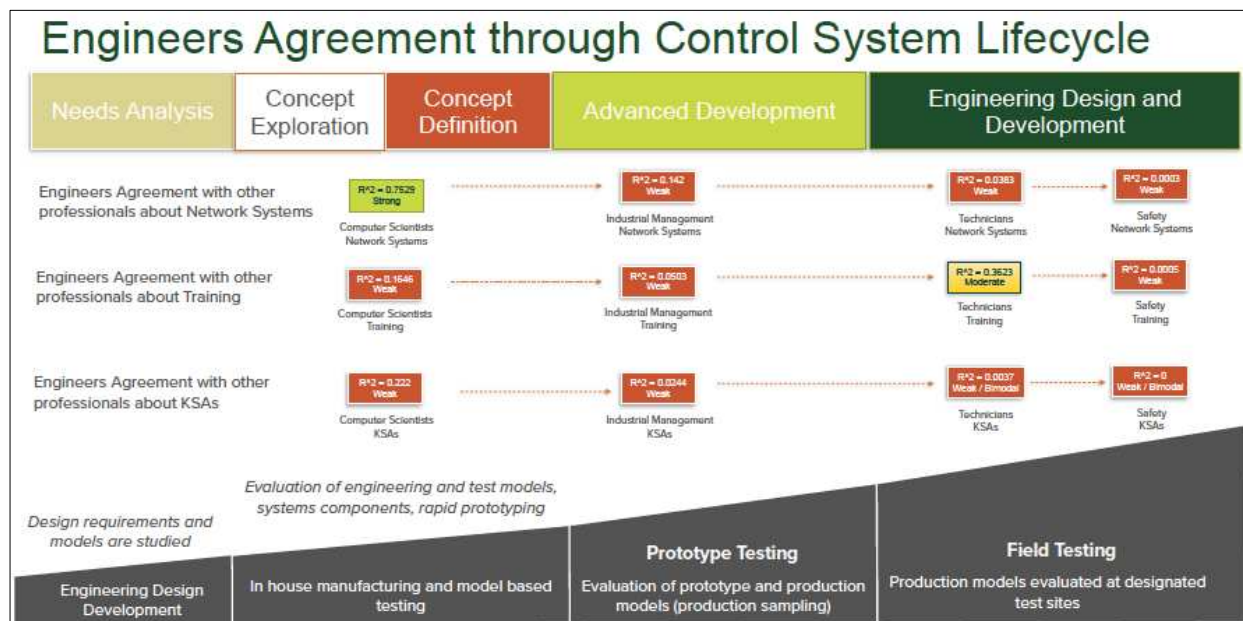 Engineers Agreement through Control System Lifecycle
Needs Analysis
Concept
Exploration
Concept
Definition
Advanced Development
Engineering Design and
Development
Engineers Agreement with other
professionals about Network Systems
R^2 = 0.7529
Strong
Computer Scientists
Network Systems
R^2 = 0.142
Weak
Industrial Management
Network Systems
R^2 = 0.0383
Weak
Technicians
Network Systems
R^2 = 0.0003
Weak
Safety
Network Systems
Engineers Agreement with other
professionals about Training
R^2 = 0.1646
Weak
Computer Scientists
Training
R^2 = 0.0503
Weak
Industrial Management
Training
R^2 = 0.3623
Moderate
Technicians
Training
R^2 = 0.0005
Weak
Safety
Training
Engineers Agreement with other
professionals about KSAs
R^2 = 0.222
Weak
Computer Scientists
KSAs
R^2 = 0.0244
Weak
Industrial Management
KSAs
R^2 = 0.0037
Weak / Bimodal
Technicians
KSAs
R^2 = 0
Weak / Bimodal
Safety
KSAs
Design requirements and
models are studied
Evaluation of engineering and test models,
systems components, rapid prototyping
Engineering Design
Development
In house manufacturing and model based
testing
Prototype Testing
Evaluation of prototype and production
models (production sampling)
Field Testing
Production models evaluated at designated
test sites